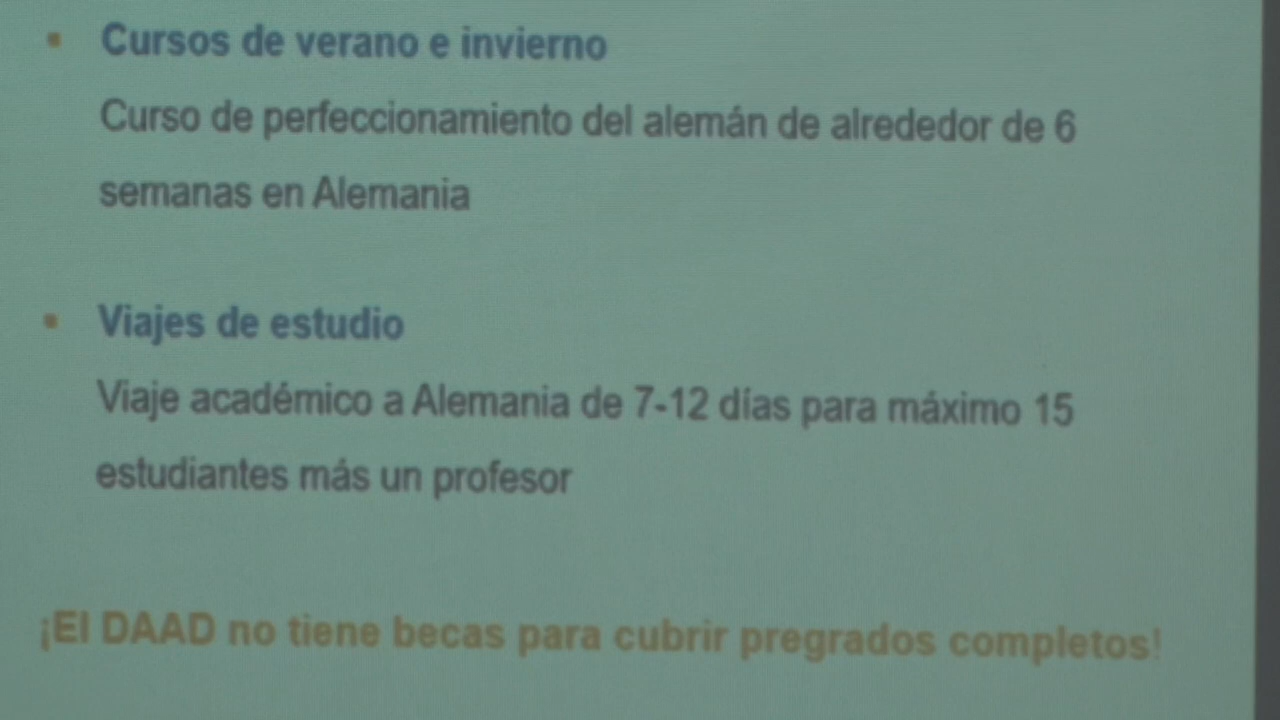 ▪ Cursos de verano e invierno
Curso de perfeccionamiento del alemán de alrededor de 6
semanas en Alemania
▪ Viajes de estudio
Viaje académico a Alemania de 7-12 días para máximo 15
estudiantes más un profesor
¡El DAAD no tiene becas para cubrir pregrados completos!